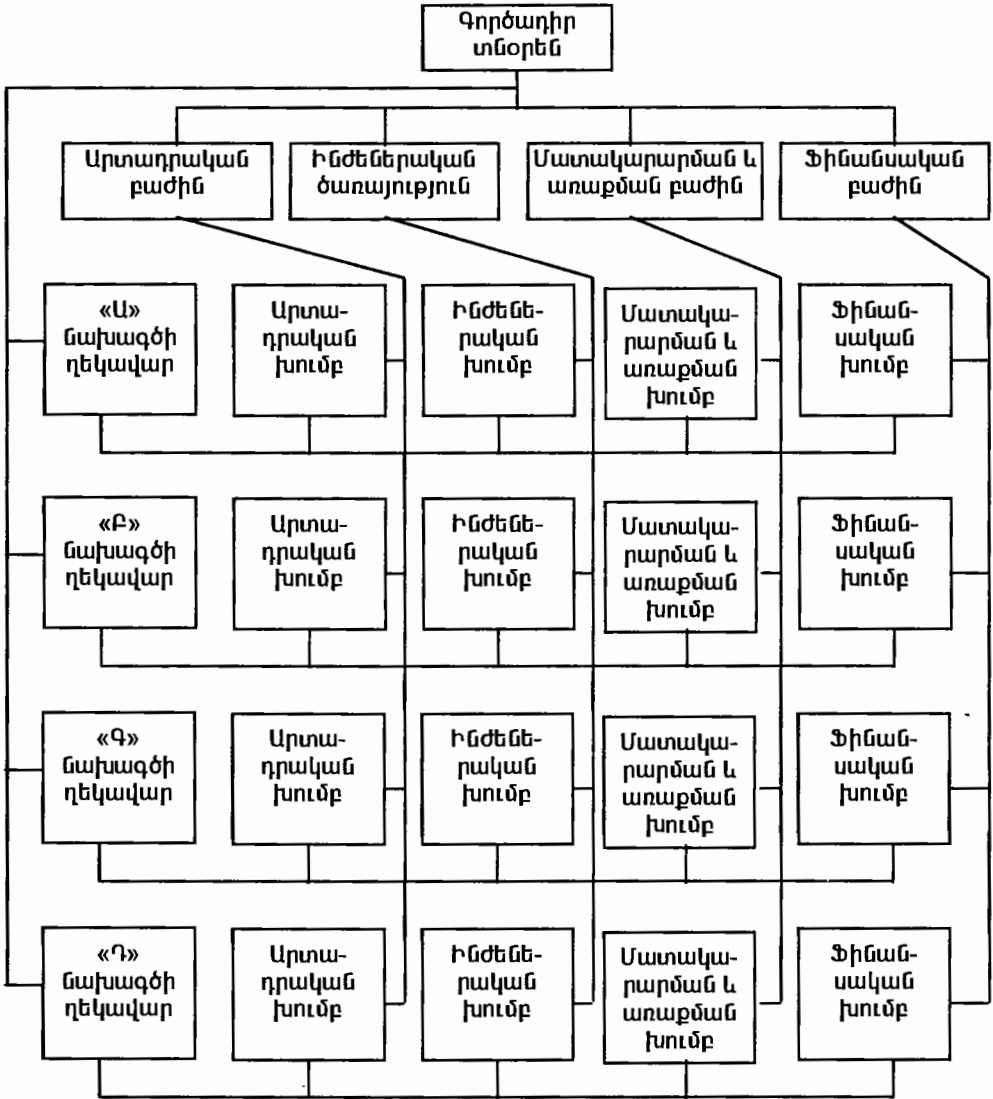 Գործադիր
տնօրեն
Արտադրական
բաժին
Ինժեներական
ծառայություն
Մատակարարման և
առաքման բաժին
Ֆինանսական
բաժին
«Ա»
նախագծի
ղեկավար
Արտա-
դրական
խումբ
Ինժենե-
րական
խումբ
Մատակա-
րարման և
առաքման
խումբ
Ֆինան-
սական
խումբ
«Բ»
նախագծի
ղեկավար
Արտա-
դրական
խումբ
Ինժենե-
րական
խումբ
Մատակա-
րարման և
առաքման
խումբ
Ֆինան-
սական
խումբ
«Գ»
նախագծի
ղեկավար
Արտա-
դրական
խումբ
Ինժենե-
րական
խումբ
Մատակա-
րարման և
առաքման
խումբ
Ֆինան-
սական
խումբ
«Դ»
նախագծի
ղեկավար
Արտա-
դրական
խումբ
Ինժենե-
րական
խումբ
Մատակա-
րարման և
առաքման
խումբ
Ֆինան-
սական
խումբ